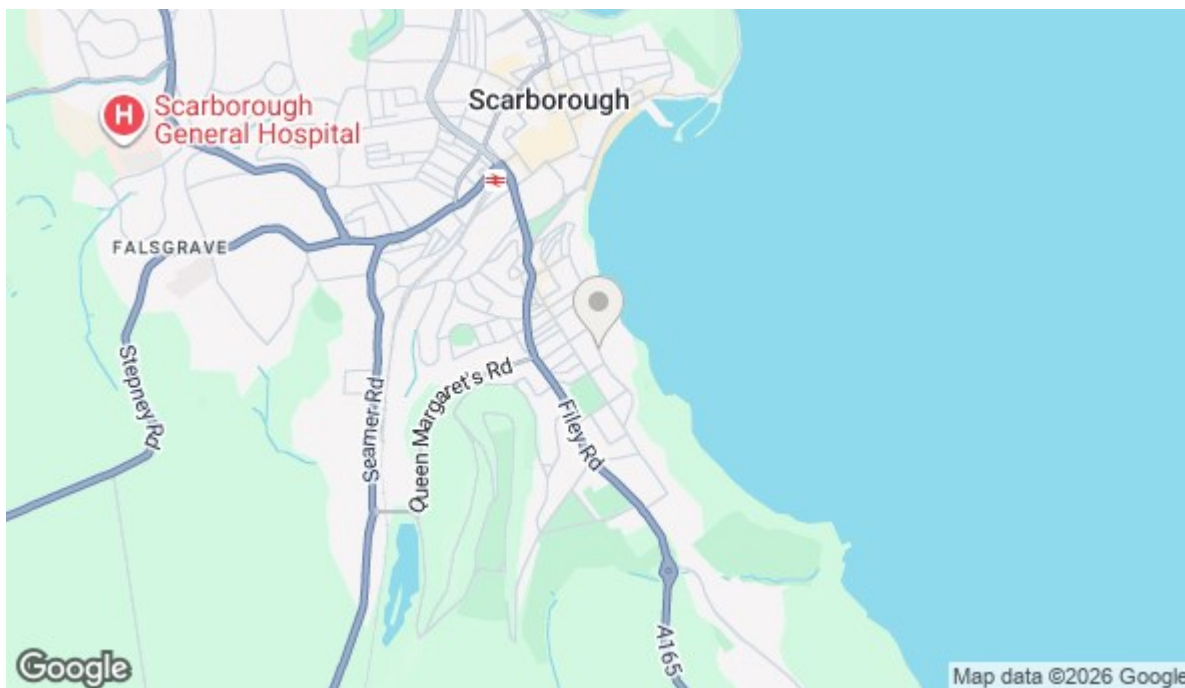 Scarborough
H
Scarborough
General Hospital
FALSGRAVE
Stepney Rd
Seamer Rd
Queen Margaret's Rd
Filey Rd
A165
Google
Map data ©2026 Google